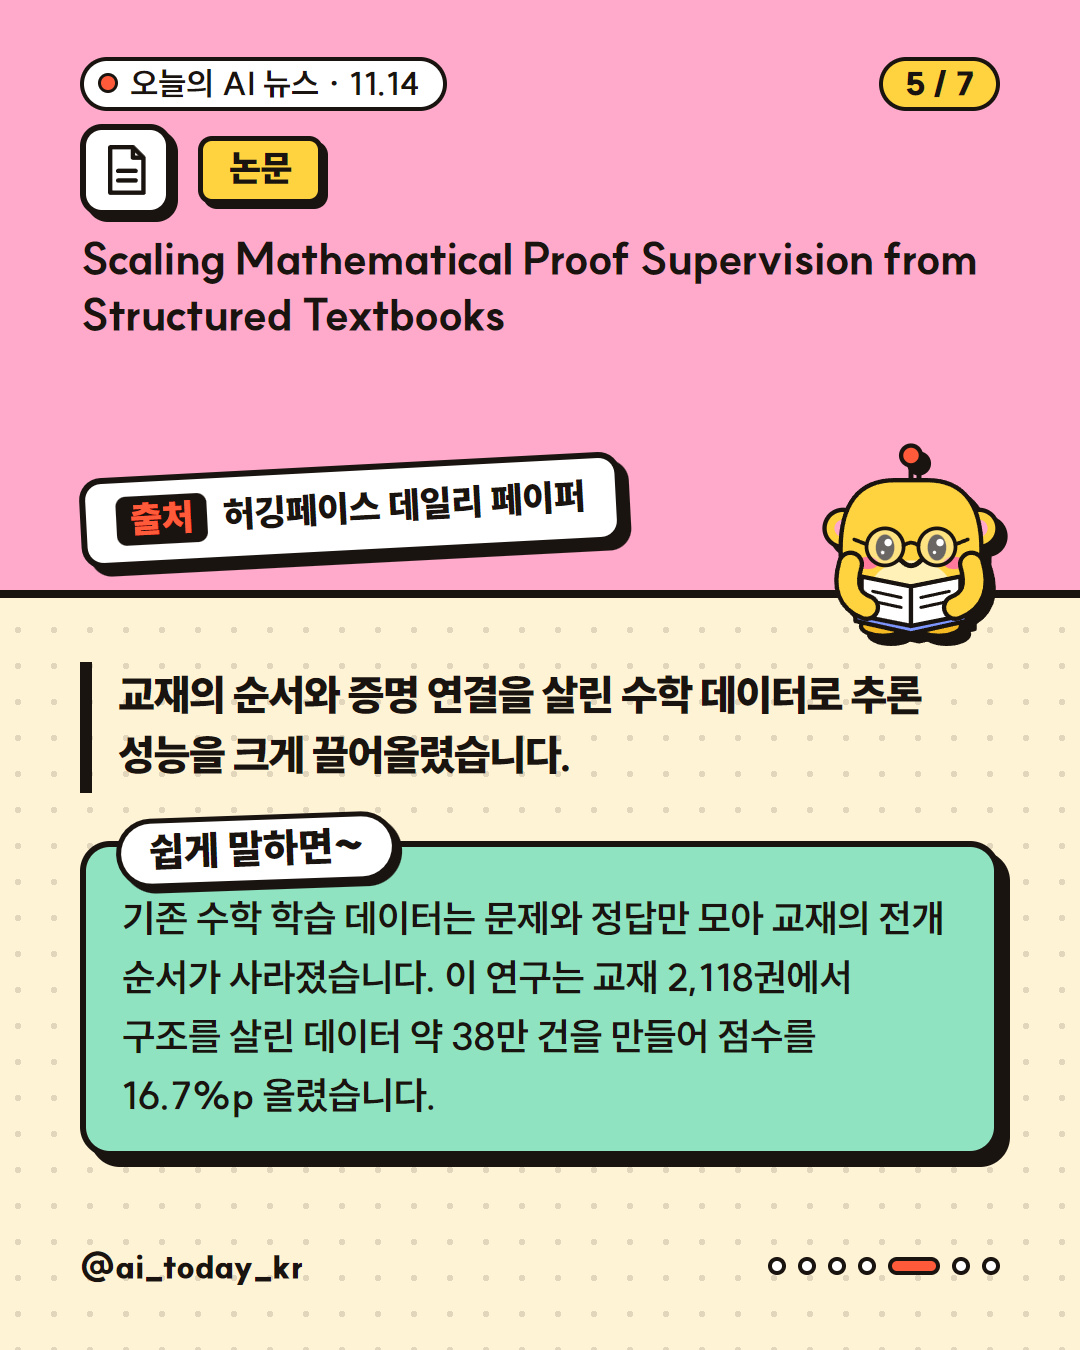 오늘의 AI 뉴스 · 11.14
5 / 7
논문
Scaling Mathematical Proof Supervision from
Structured Textbooks
출처 허깅페이스 데일리 페이퍼
교재의 순서와 증명 연결을 살린 수학 데이터로 추론
성능을 크게 끌어올렸습니다.
쉽게 말하면~
기존 수학 학습 데이터는 문제와 정답만 모아 교재의 전개
순서가 사라졌습니다. 이 연구는 교재 2,118권에서
구조를 살린 데이터 약 38만 건을 만들어 점수를
16.7%p 올렸습니다.
@ai_today_kr